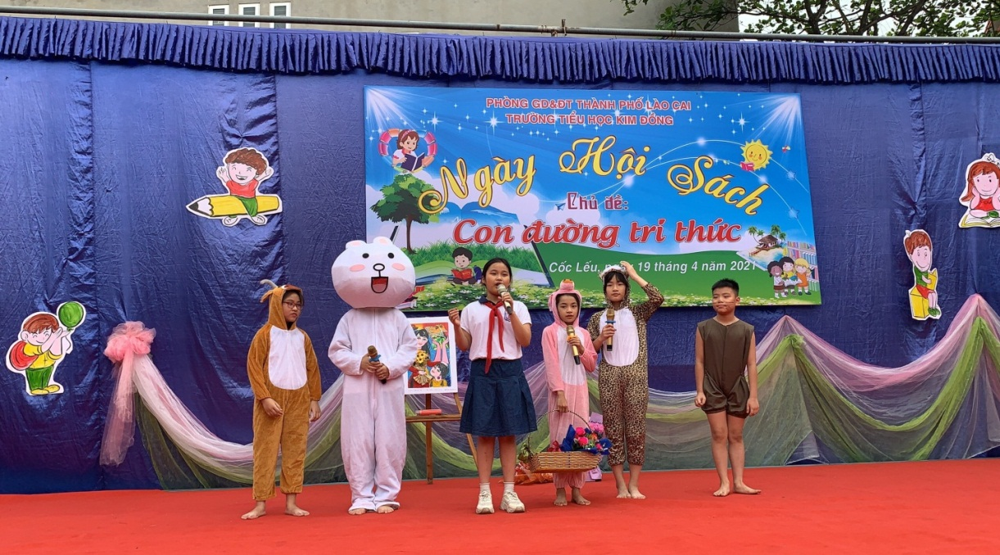 PHÒNG GD&ĐT THÀNH PHỐ LÀO CAI
TRƯỜNG TIỂU HỌC KIM ĐỒNG
Ngày Hội Sách
Chủ đề:
Con đường tri thức
Cốc Lếu, 19 tháng 4 năm 2021